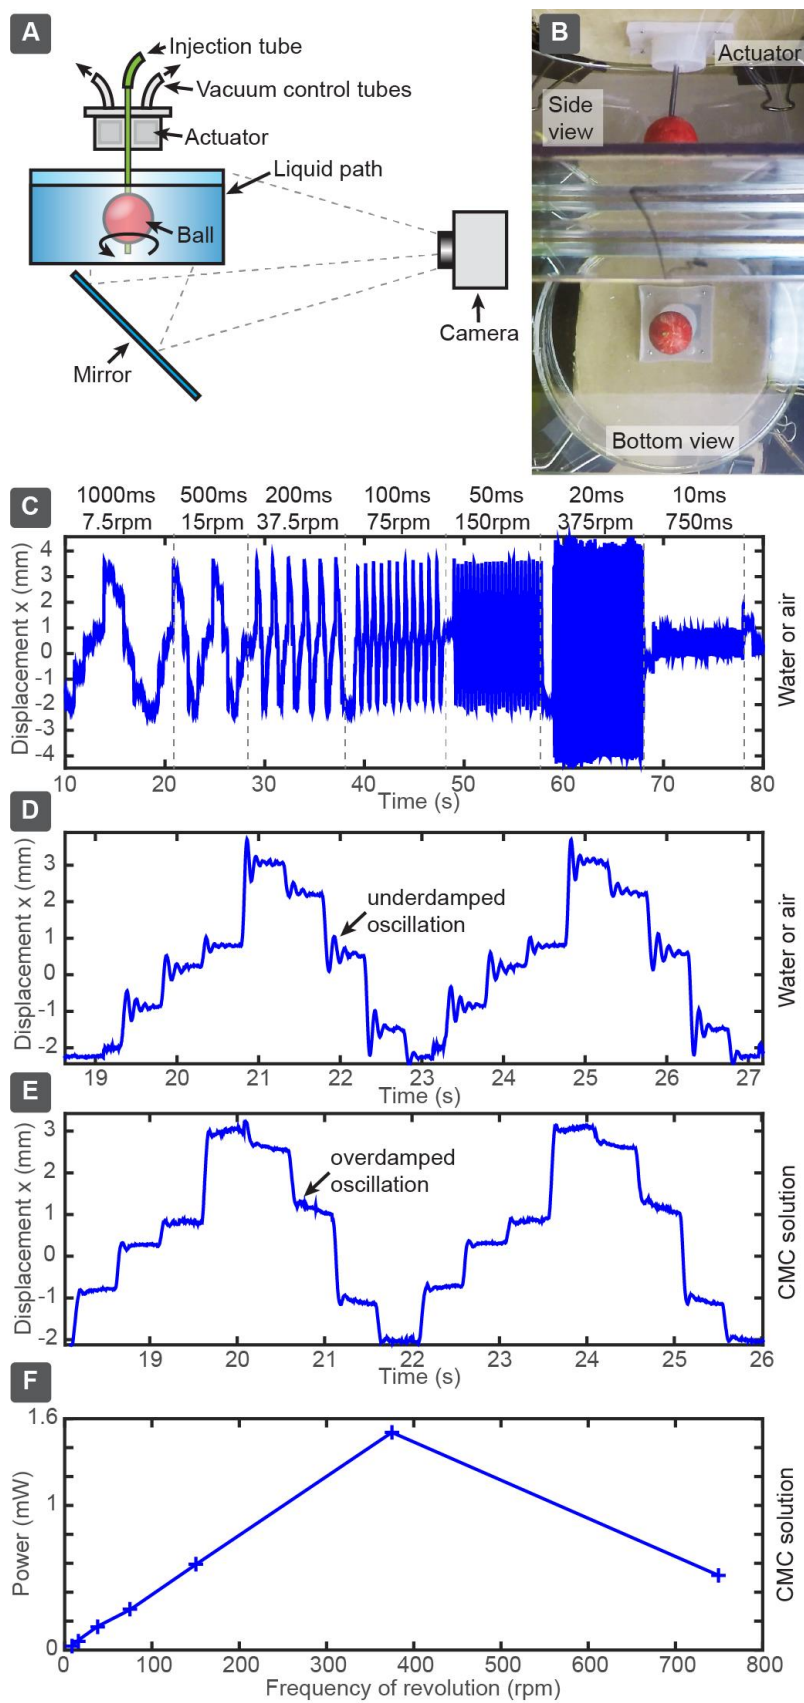 A
Injection tube
Vacuum control tubes
Actuator
Liquid path
Ball
Camera
Mirror
B
Actuator
Side
view
Bottom view
C
1000ms 500ms 200ms 100ms 50ms 20ms 10ms
7.5rpm 15rpm 37.5rpm 75rpm 150rpm 375rpm 750ms
Displacement x (mm)
4
3
2
1
0
-1
-2
-3
-4
10 20 30 40 50 60 70 80
Time (s)
Water or air
D
Displacement x (mm)
3
2
1
0
-1
-2
underdamped
oscillation
19 20 21 22 23 24 25 26 27
Time (s)
Water or air
E
Displacement x (mm)
3
2
1
0
-1
-2
overdamped
oscillation
19 20 21 22 23 24 25 26
Time (s)
CMC solution
F
Power (mW)
1.6
1
0
0 100 200 300 400 500 600 700 800
Frequency of revolution (rpm)
CMC solution